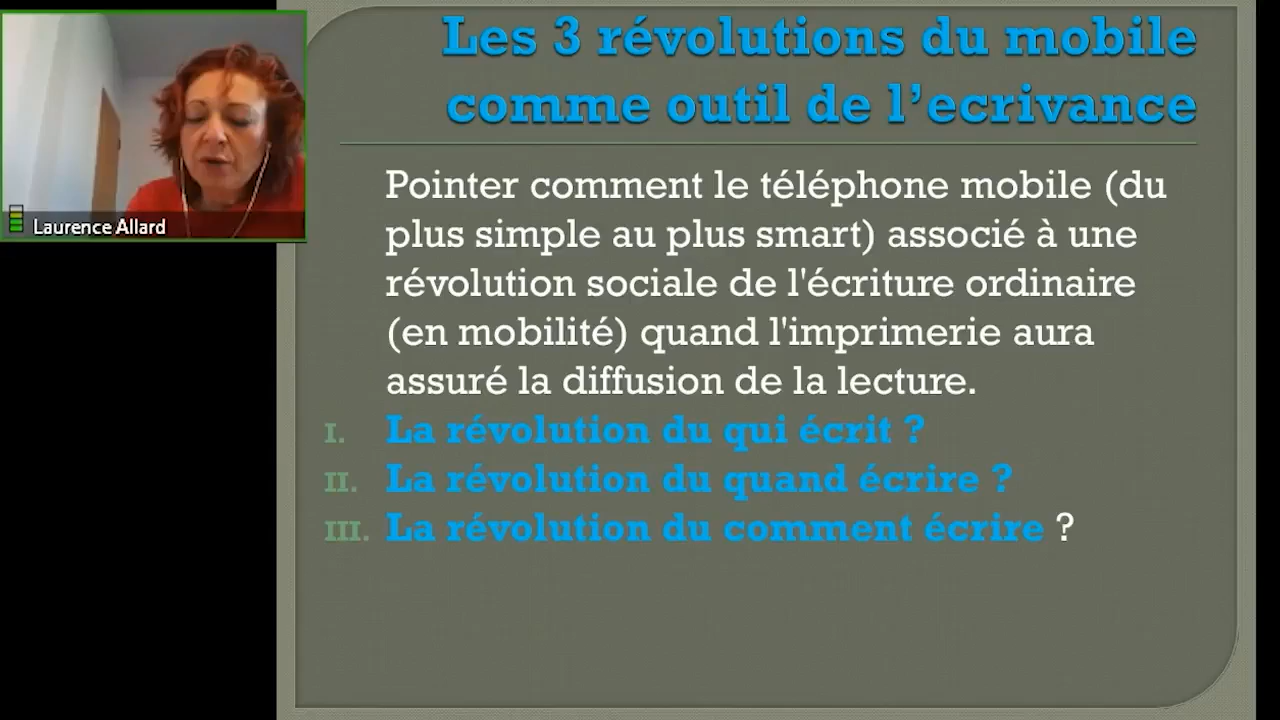 Les 3 révolutions du mobile
comme outil de l’ecrivance
Laurence Allard
Pointer comment le téléphone mobile (du
plus simple au plus smart) associé à une
révolution sociale de l'écriture ordinaire
(en mobilité) quand l'imprimerie aura
assuré la diffusion de la lecture.
I. La révolution du qui écrit ?
II. La révolution du quand écrire ?
III. La révolution du comment écrire ?